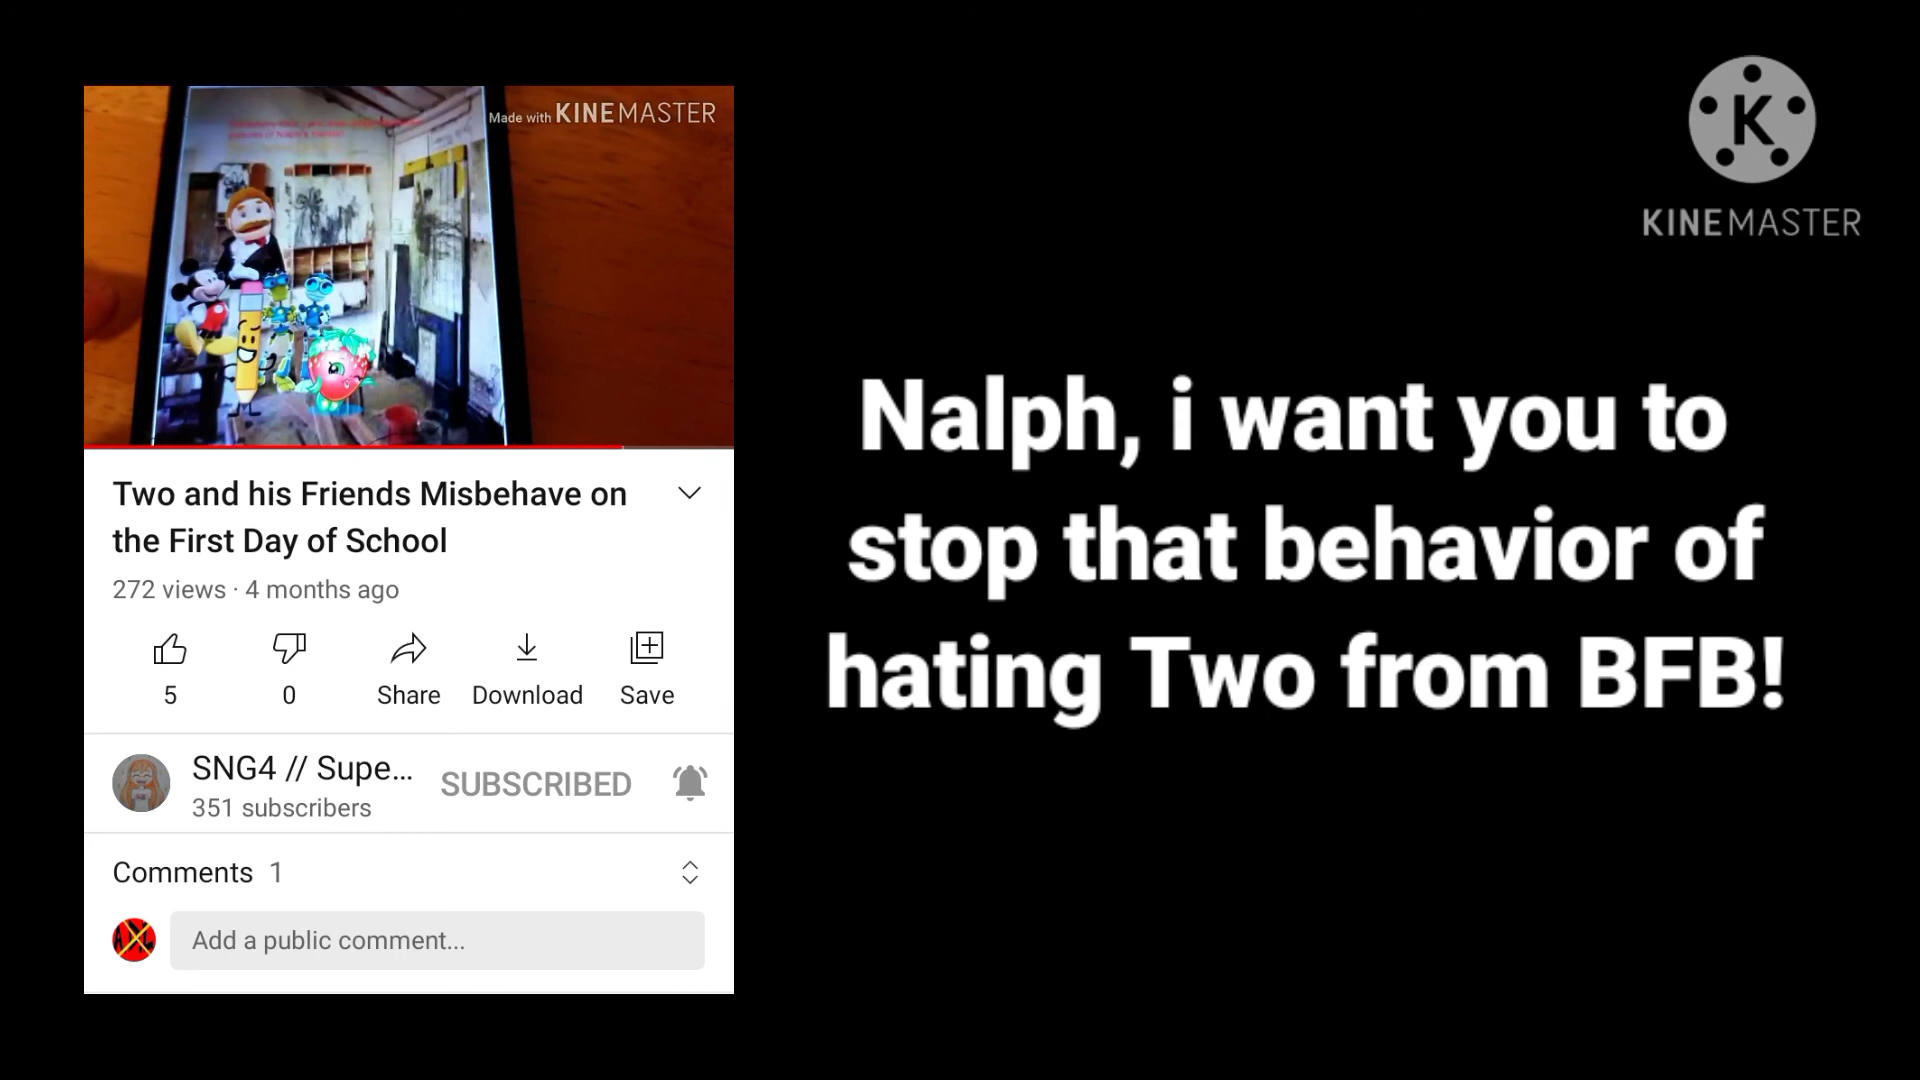 Made with KINEMASTER
Two and his Friends Misbehave on
the First Day of School
272 views · 4 months ago
5
0
Share
Download
Save
SNG4 // Supe...
351 subscribers
SUBSCRIBED
Comments 1
Add a public comment...
K
KINEMASTER
Nalph, i want you to
stop that behavior of
hating Two from BFB!